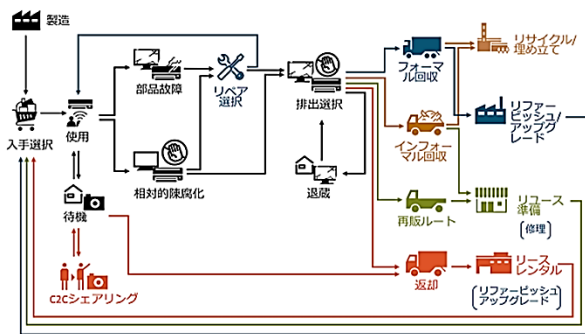 製造
入手選択
使用
部品故障
リペア
選択
相対的陳腐化
待機
C2Cシェアリング
排出選択
退蔵
フォーマ
ル回収
インフォー
マル回収
再販ルート
返却
リサイクル/
埋め立て
リファー
ビッシュ/
アップグ
レード
リユース
準備
(修理)
リース
レンタル
(リファービッシュ
アップグレード)